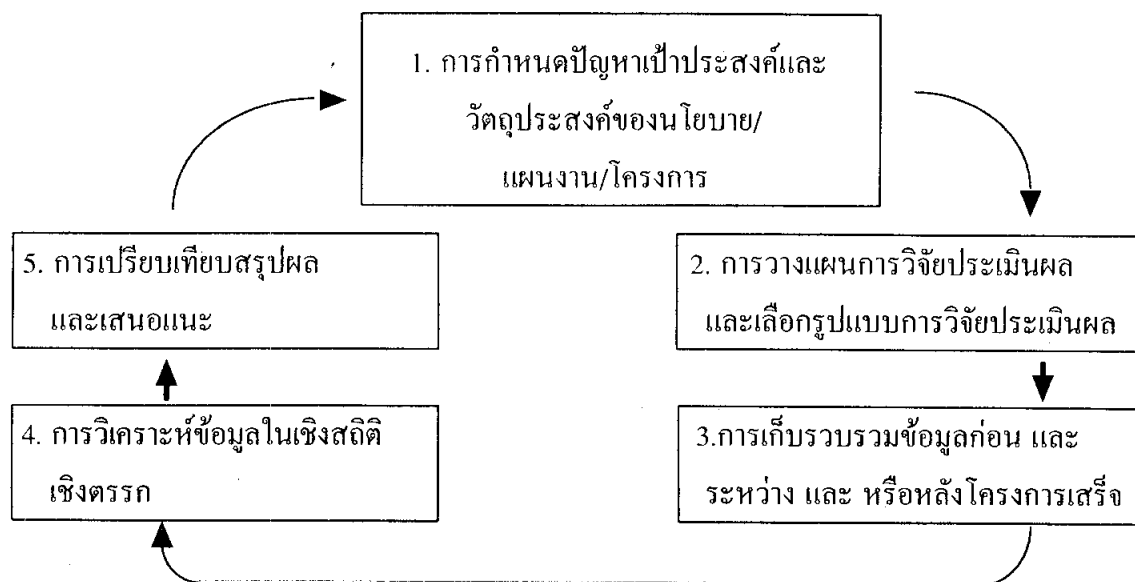 1. การกำหนดปัญหาเป้าประสงค์และ
วัตถุประสงค์ของนโยบาย/
แผนงาน/โครงการ
2. การวางแผนการวิจัยประเมินผล
และเลือกรูปแบบการวิจัยประเมินผล
3.การเก็บรวบรวมข้อมูลก่อน และ
ระหว่าง และ หรือหลังโครงการเสร็จ
4. การวิเคราะห์ข้อมูลในเชิงสถิติ
เชิงตรรก
5. การเปรียบเทียบสรุปผล
และเสนอแนะ